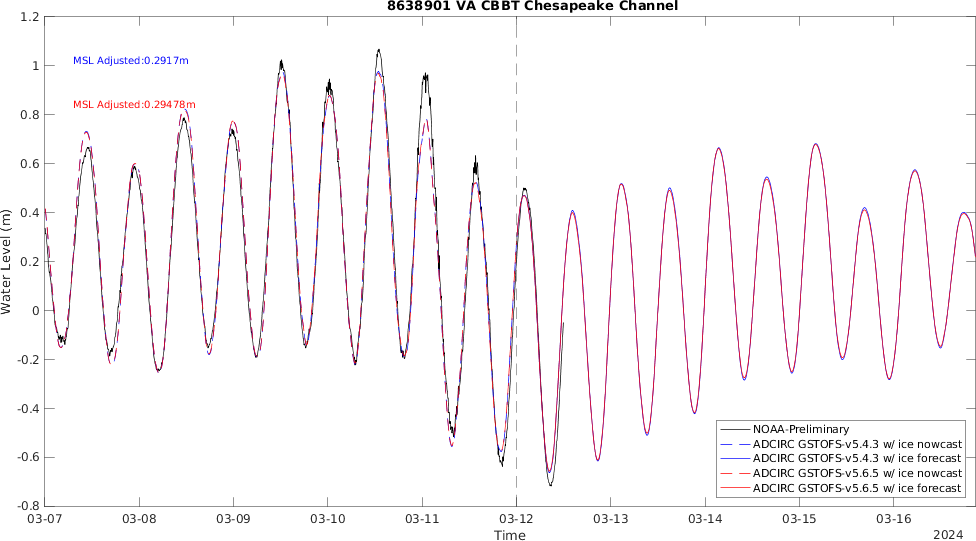 8638901 VA CBBT Chesapeake Channel
1.2
1
0.8
0.6
0.4
0.2
0
-0.2
-0.4
-0.6
-0.8
Water Level (m)
MSL Adjusted:0.2917m
MSL Adjusted:0.29478m
NOAA-Preliminary
ADCIRC GSTOFS-v5.4.3 w/ ice nowcast
ADCIRC GSTOFS-v5.4.3 w/ ice forecast
ADCIRC GSTOFS-v5.6.5 w/ ice nowcast
ADCIRC GSTOFS-v5.6.5 w/ ice forecast
03-07 03-08 03-09 03-10 03-11 03-12 03-13 03-14 03-15 03-16
Time
2024